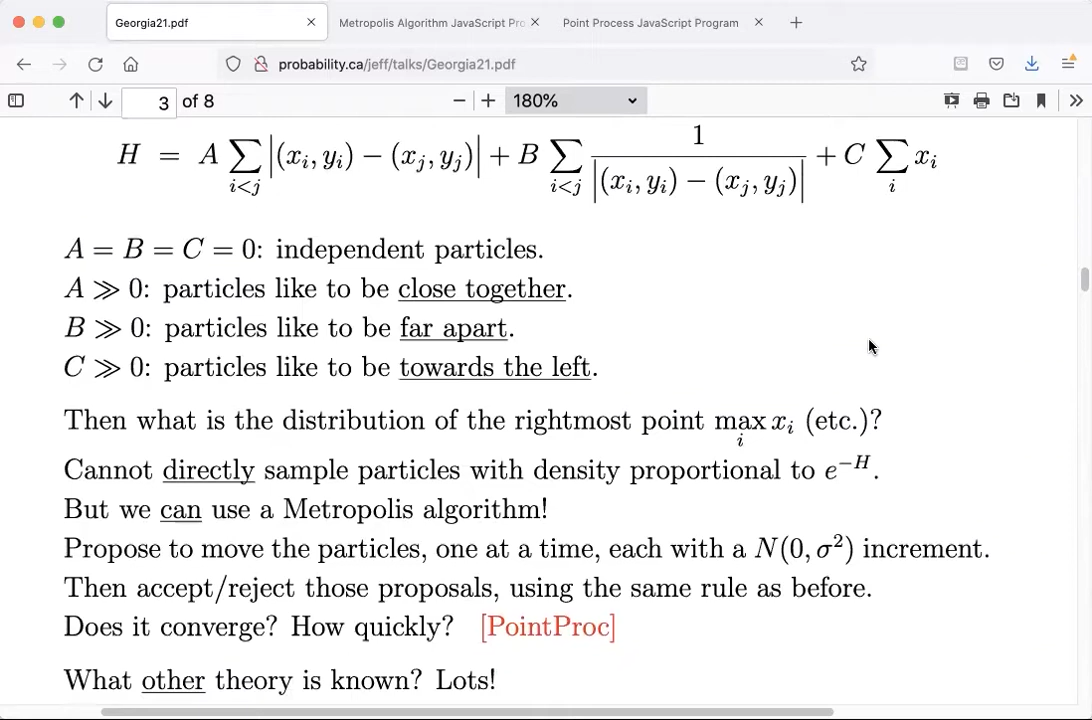 Georgia21.pdf
Metropolis Algorithm JavaScript Pro
Point Process JavaScript Program
probability.ca/jeff/talks/Georgia21.pdf
3 of 8
180%
H = A ∑_{i<j} |(x_i, y_i) − (x_j, y_j)| + B ∑_{i<j} 1/|(x_i, y_i) − (x_j, y_j)| + C ∑_i x_i
A = B = C = 0: independent particles.
A ≫ 0: particles like to be close together.
B ≫ 0: particles like to be far apart.
C ≫ 0: particles like to be towards the left.
Then what is the distribution of the rightmost point max_i x_i (etc.)?
Cannot directly sample particles with density proportional to e^{−H}.
But we can use a Metropolis algorithm!
Propose to move the particles, one at a time, each with a N(0, σ²) increment.
Then accept/reject those proposals, using the same rule as before.
Does it converge? How quickly? [PointProc]
What other theory is known? Lots!